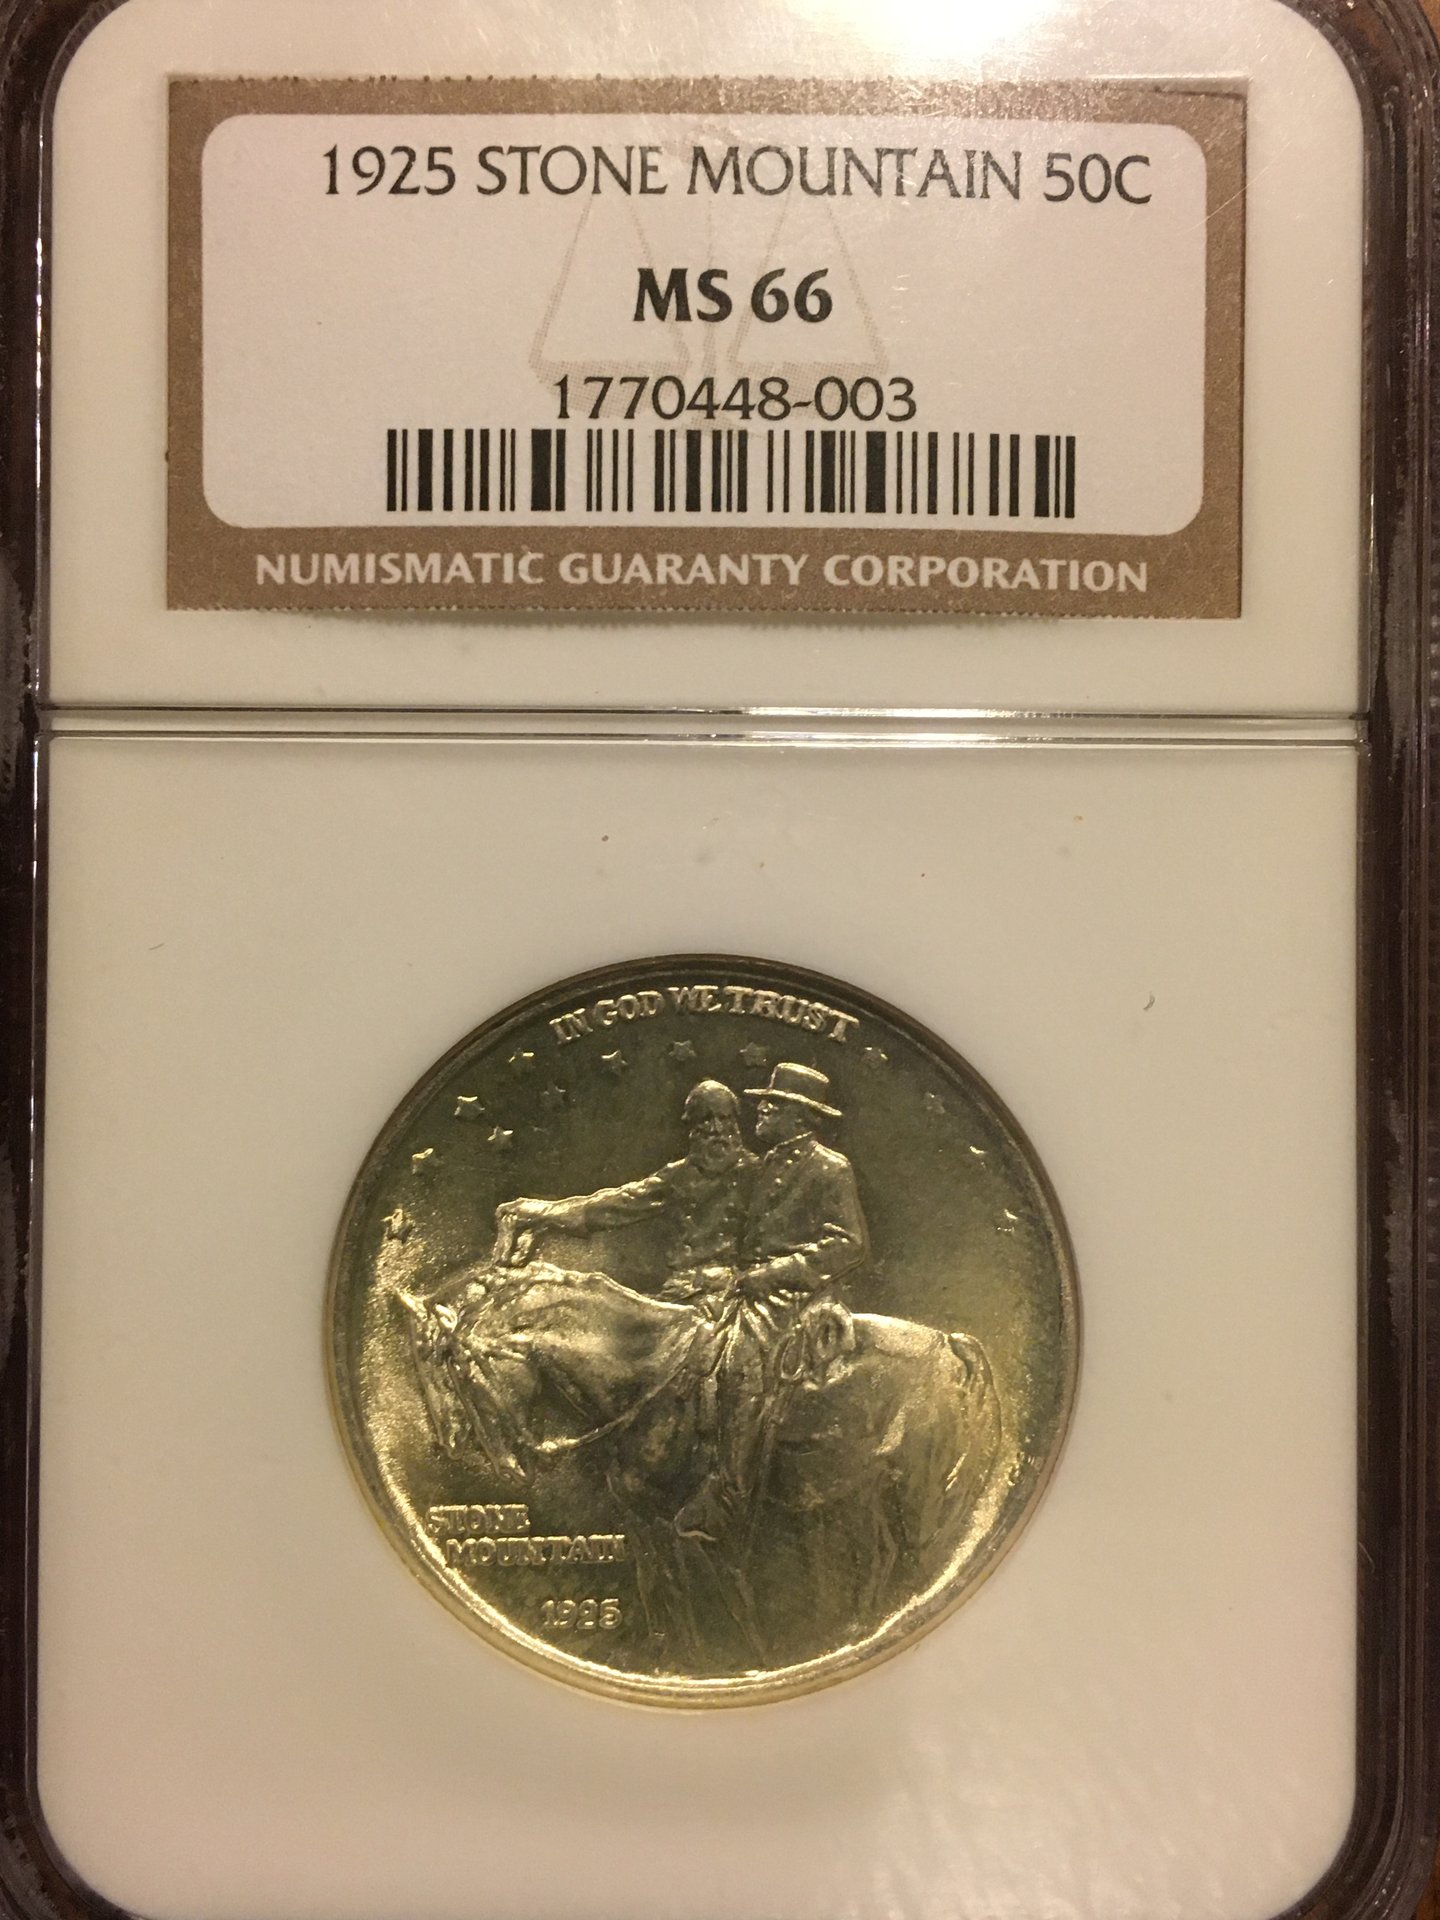 1925 STONE MOUNTAIN 50C
MS 66
1770448-003
NUMISMATIC GUARANTY CORPORATION
IN GOD WE TRUST
STONE
MOUNTAIN
1925